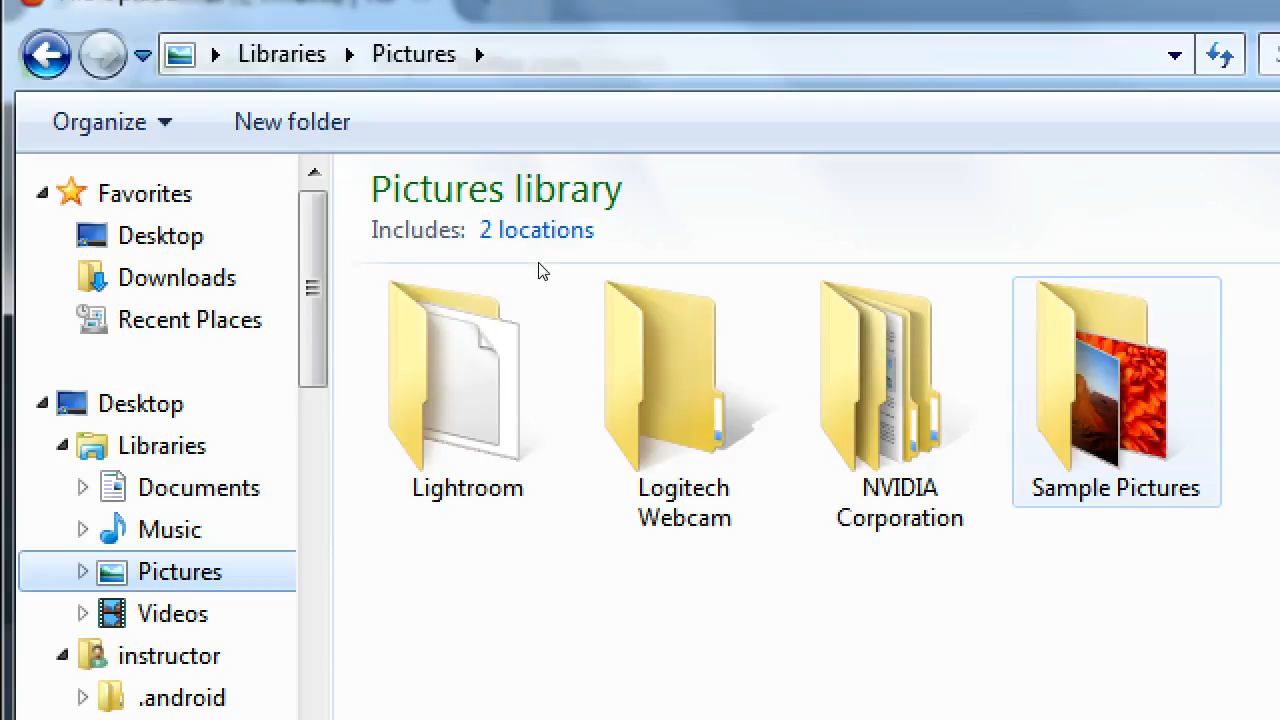 Libraries Pictures
Organize New folder
Favorites
Desktop
Downloads
Recent Places
Desktop
Libraries
Documents
Music
Pictures
Videos
instructor
.android
Pictures library
Includes: 2 locations
Lightroom
Logitech
Webcam
NVIDIA
Corporation
Sample Pictures